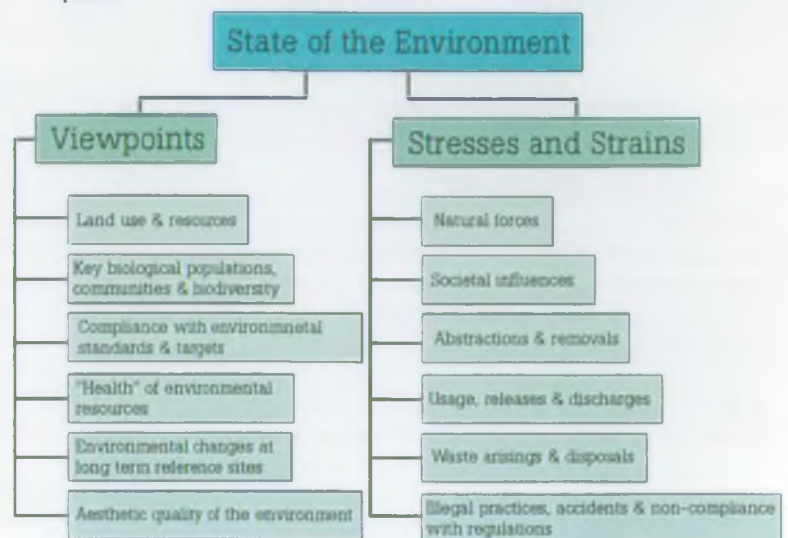 State of the Environment
Viewpoints
Land use & resources
Key biological populations,
communities & biodiversity
Compliance with environmnetal
standards & targets
"Health" of environmental
resources
Environmental changes at
long term reference sites
Aesthetic quality of the environment
Stresses and Strains
Natural forces
Societal influences
Abstractions & removals
Usage, releases & discharges
Waste arisings & disposals
Illegal practices, accidents & non-compliance
with regulations